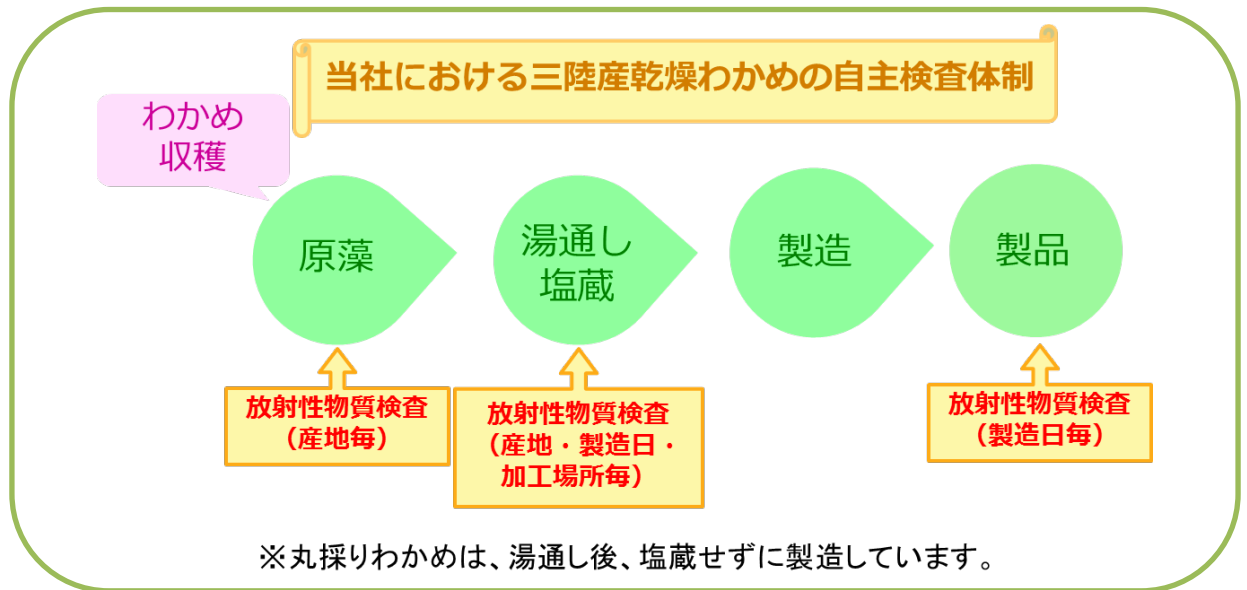 当社における三陸産乾燥わかめの自主検査体制
わかめ
収穫
原藻
湯通し
塩蔵
製造
製品
放射性物質検査
（産地毎）
放射性物質検査
（産地・製造日・
加工場所毎）
放射性物質検査
（製造日毎）
※丸採りわかめは、湯通し後、塩蔵せずに製造しています。